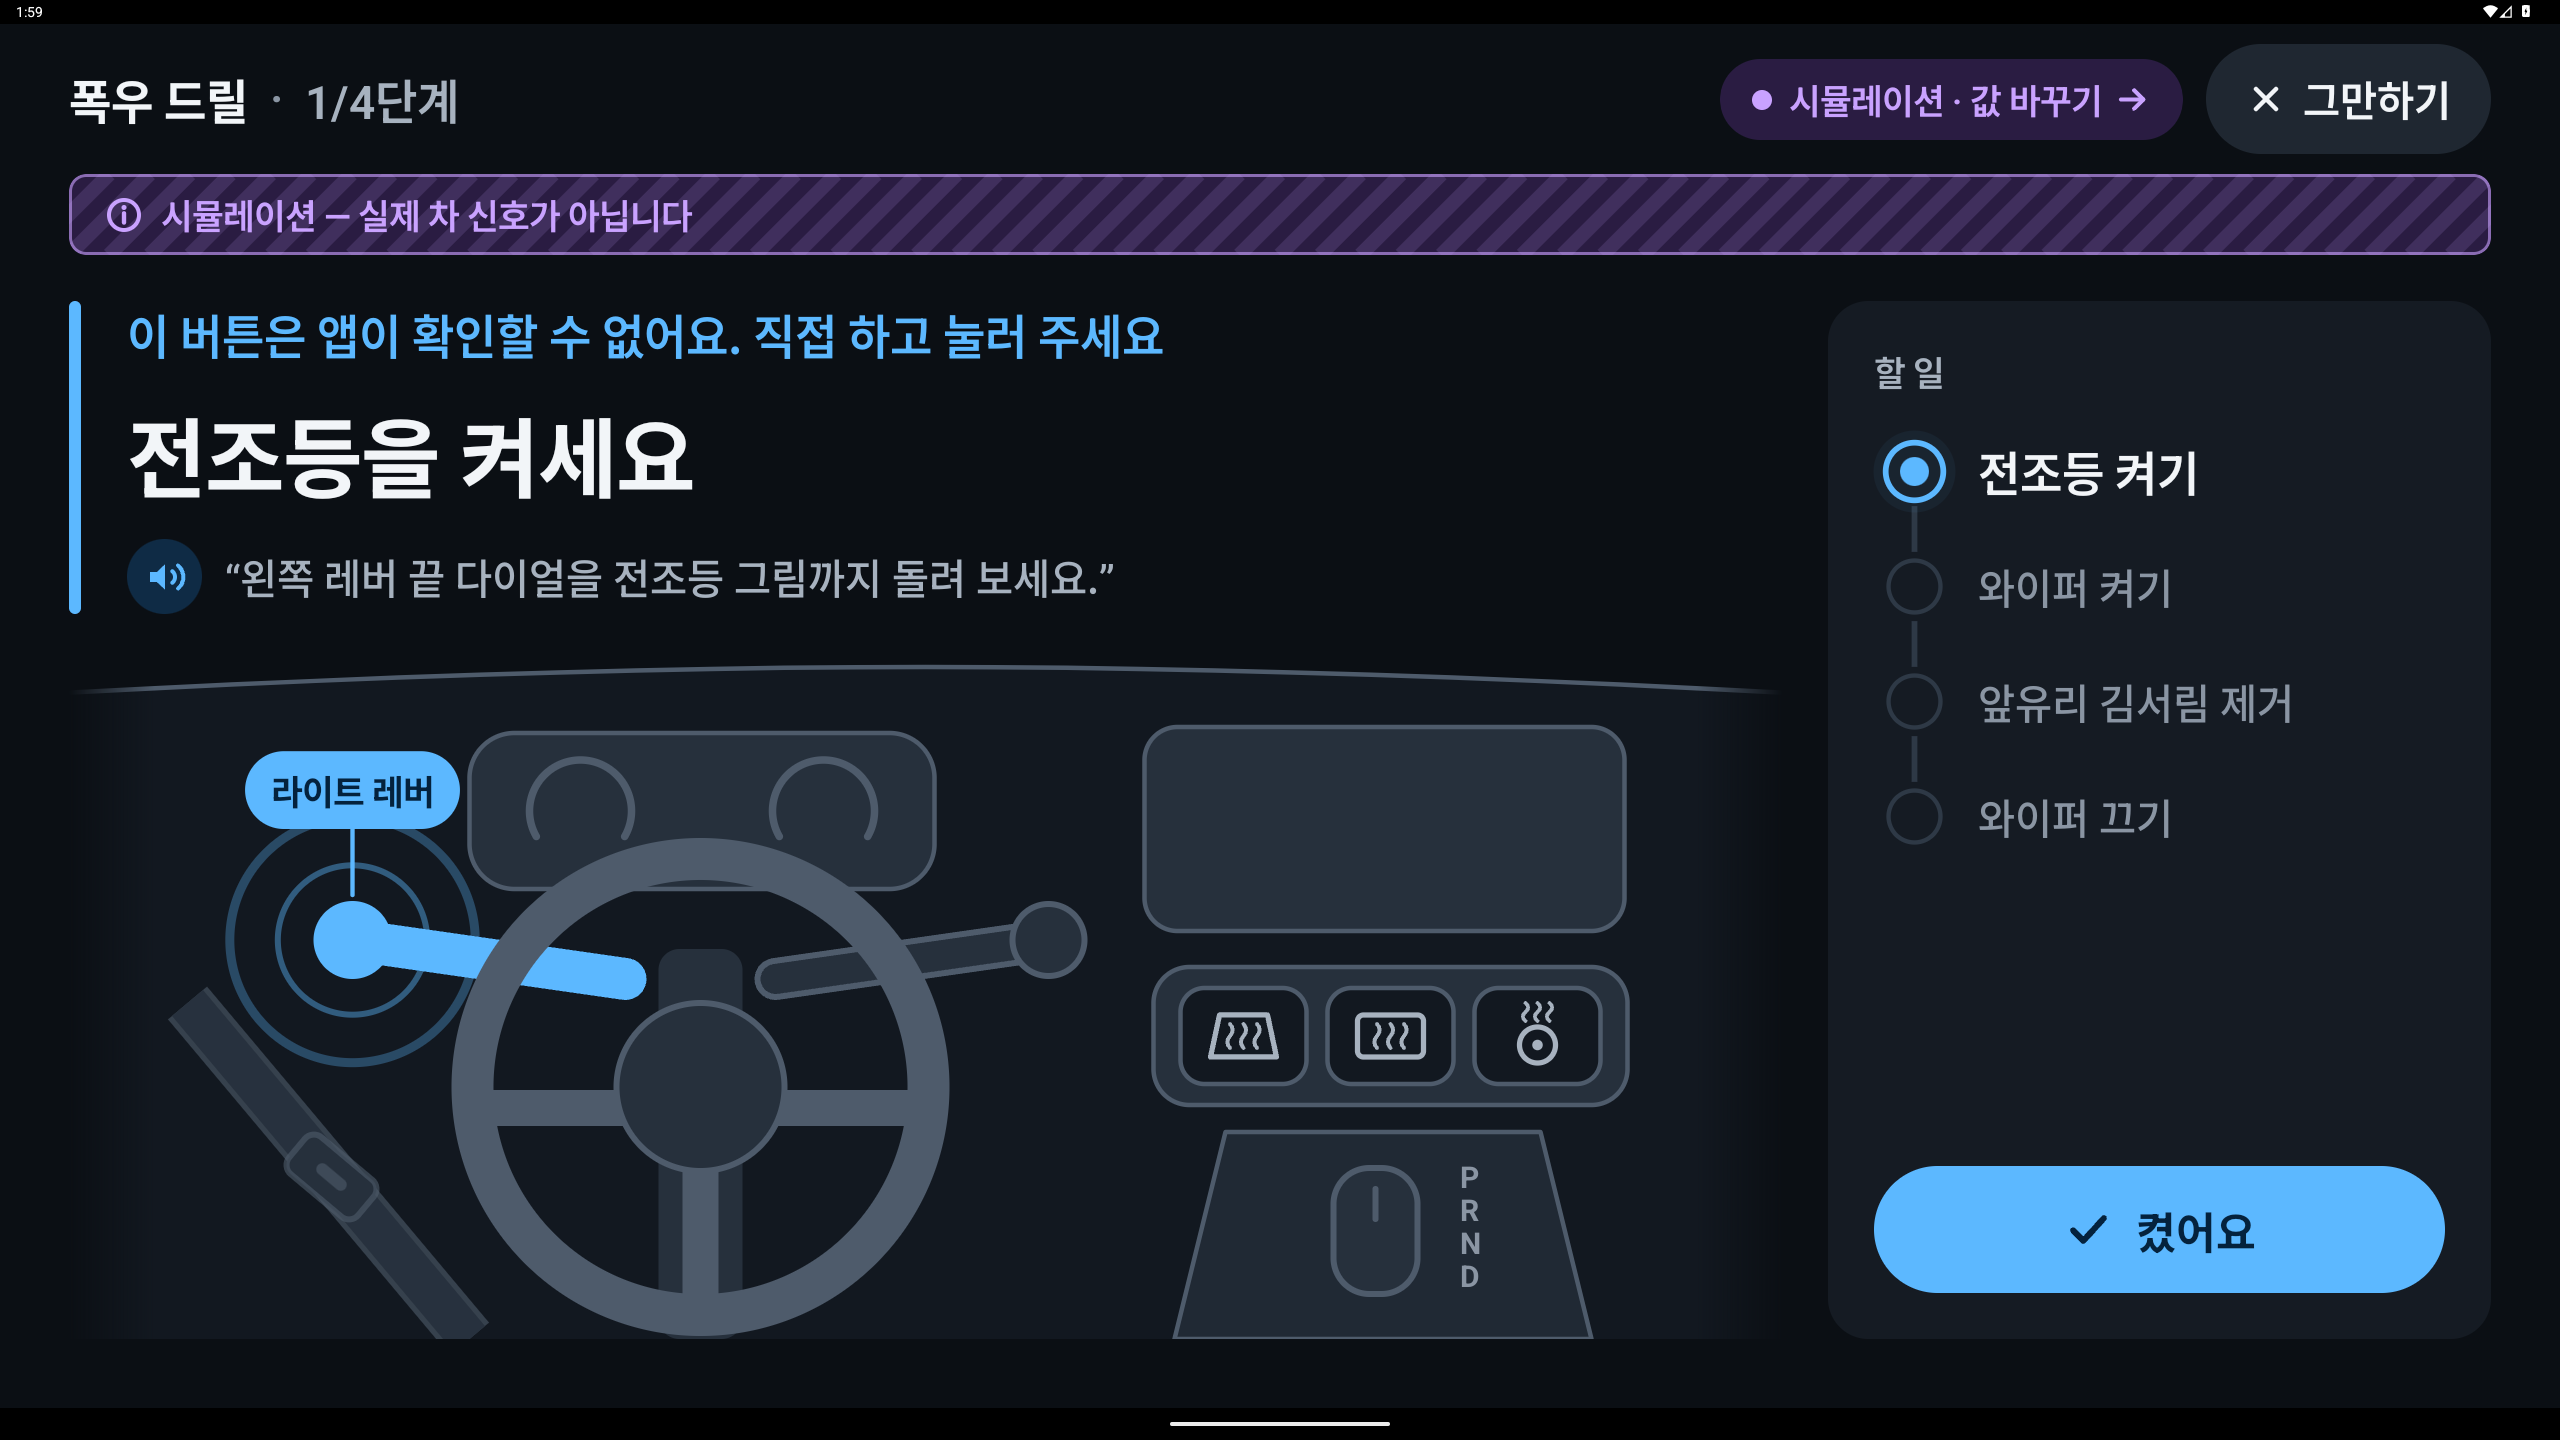 1:59
폭우 드릴 · 1/4단계
시뮬레이션 · 값 바꾸기 →
× 그만하기
시뮬레이션 – 실제 차 신호가 아닙니다
이 버튼은 앱이 확인할 수 없어요. 직접 하고 눌러 주세요
전조등을 켜세요
“왼쪽 레버 끝 다이얼을 전조등 그림까지 돌려 보세요.”
라이트 레버
P
R
N
D
할 일
전조등 켜기
와이퍼 켜기
앞유리 김서림 제거
와이퍼 끄기
켰어요